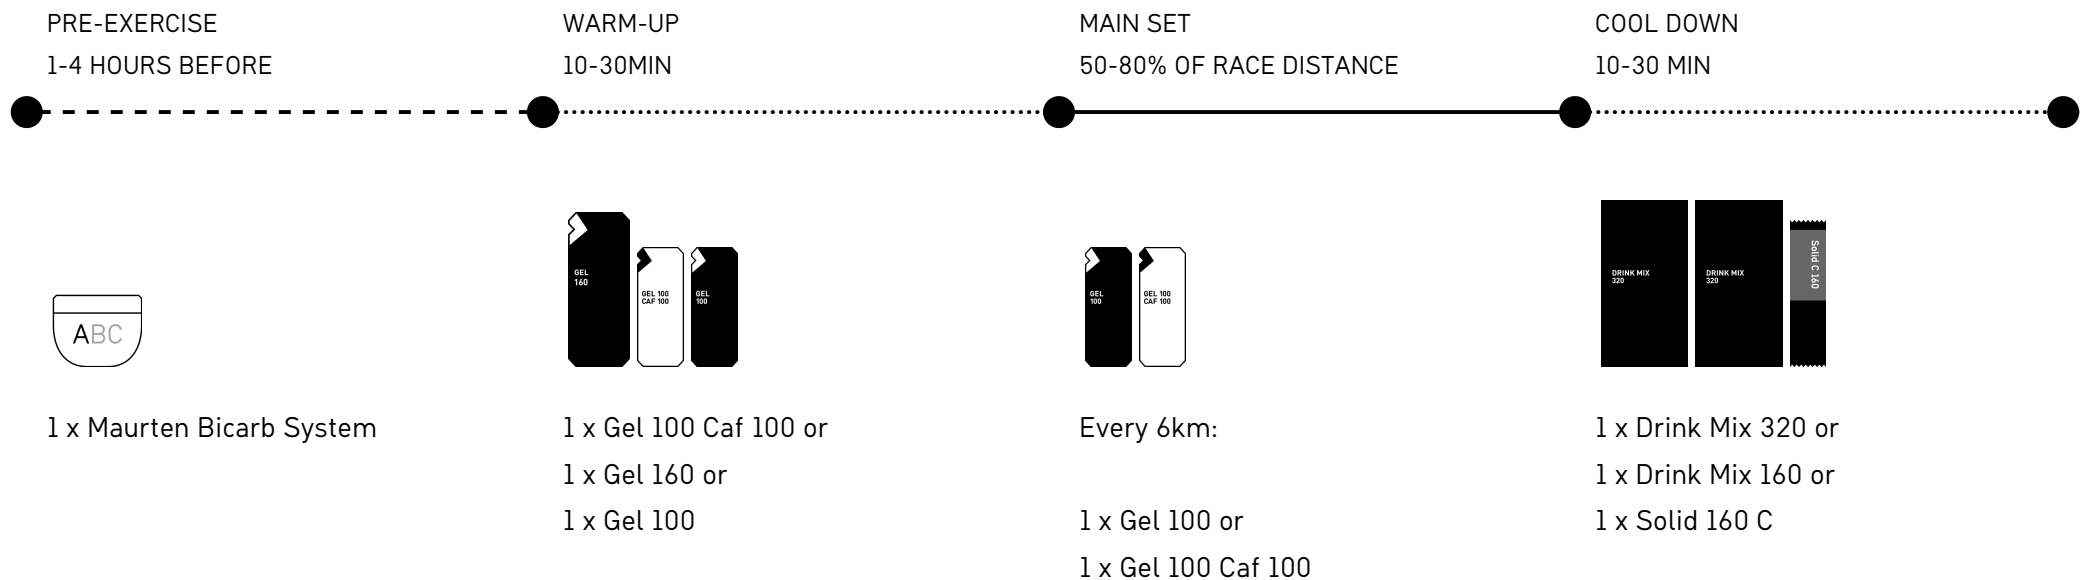 PRE-EXERCISE
1-4 HOURS BEFORE
WARM-UP
10-30MIN
MAIN SET
50-80% OF RACE DISTANCE
COOL DOWN
10-30 MIN
ABC
1 x Maurten Bicarb System
GEL
160
GEL 100
CAF 100
GEL
100
1 x Gel 100 Caf 100 or
1 x Gel 160 or
1 x Gel 100
GEL
100
GEL 100
CAF 100
Every 6km:
1 x Gel 100 or
1 x Gel 100 Caf 100
DRINK MIX
320
DRINK MIX
320
Solid C 160
1 x Drink Mix 320 or
1 x Drink Mix 160 or
1 x Solid 160 C